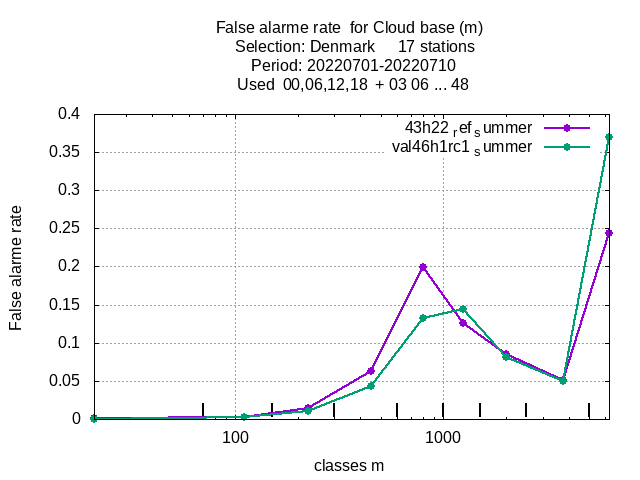 False alarme rate for Cloud base (m)
Selection: Denmark 17 stations
Period: 20220701-20220710
Used 00,06,12,18 + 03 06 ... 48
43h22 ref summer
val46h1rc1 summer
0.4
0.35
0.3
0.25
0.2
0.15
0.1
0.05
0
False alarme rate
100
1000
classes m